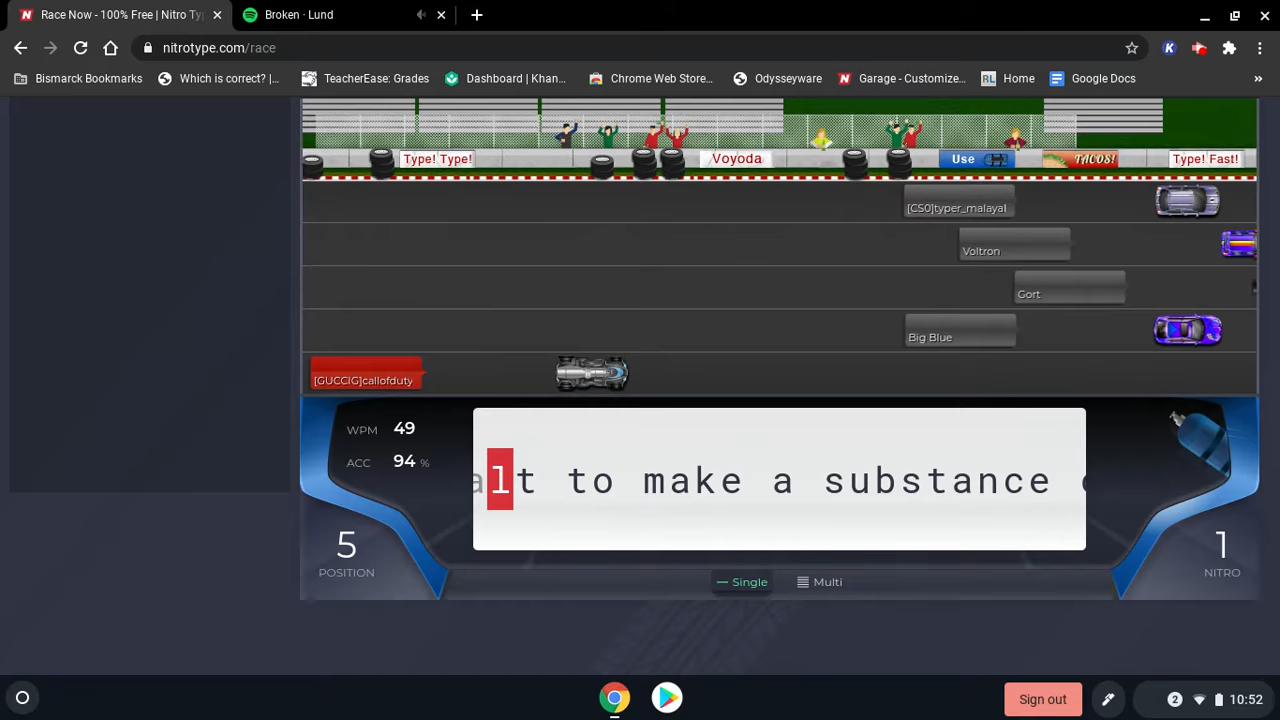 Race Now - 100% Free | Nitro Ty
Broken · Lund
nitrotype.com/race
Bismarck Bookmarks
Which is correct? |...
TeacherEase: Grades
Dashboard | Khan...
Chrome Web Store...
Odysseyware
Garage - Customize...
RL Home
Google Docs
»
Type! Type!
Voyoda
Use
TACOS!
Type! Fast!
[CS0]typer_malayal
Voltron
Gort
Big Blue
[GUCCIG]callofduty
WPM 49
ACC 94 %
alt to make a substance
5
POSITION
1
NITRO
Single
Multi
Sign out
2
10:52